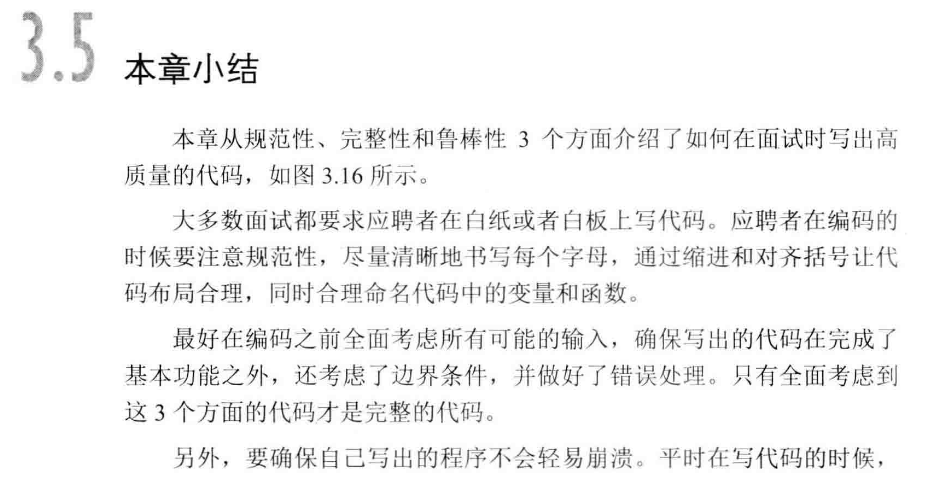 3.5 本章小结
本章从规范性、完整性和鲁棒性 3 个方面介绍了如何在面试时写出高
质量的代码，如图 3.16 所示。
大多数面试都要求应聘者在白纸或者白板上写代码。应聘者在编码的
时候要注意规范性，尽量清晰地书写每个字母，通过缩进和对齐括号让代
码布局合理，同时合理命名代码中的变量和函数。
最好在编码之前全面考虑所有可能的输入，确保写出的代码在完成了
基本功能之外，还考虑了边界条件，并做好了错误处理。只有全面考虑到
这 3 个方面的代码才是完整的代码。
另外，要确保自己写出的程序不会轻易崩溃。平时在写代码的时候，